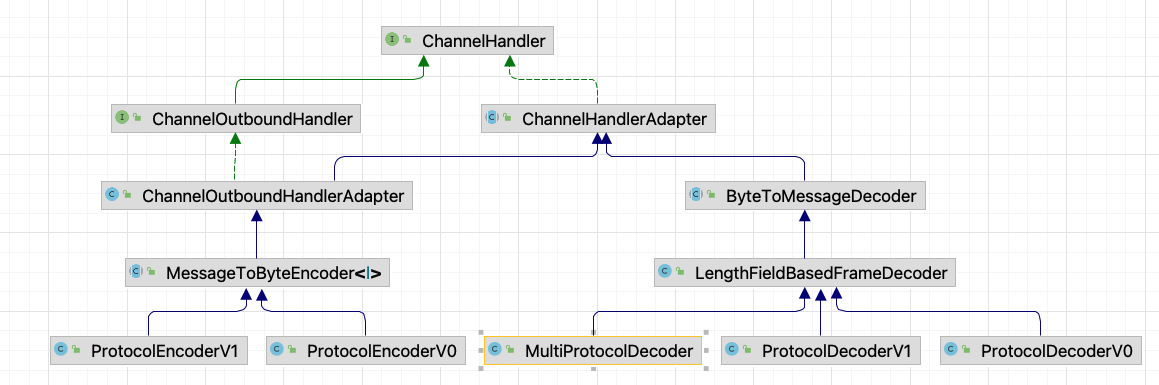 I ChannelHandler
I ChannelOutboundHandler
C ChannelHandlerAdapter
C ChannelOutboundHandlerAdapter
C ByteToMessageDecoder
C MessageToByteEncoder<I>
C LengthFieldBasedFrameDecoder
C ProtocolEncoderV1
C ProtocolEncoderV0
C MultiProtocolDecoder
C ProtocolDecoderV1
C ProtocolDecoderV0